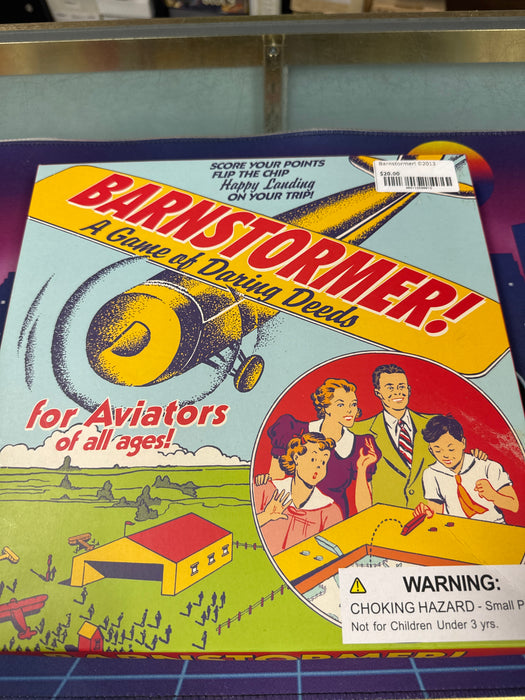 Barnstormer! ©2013
$20.00
SCORE YOUR POINTS
FLIP THE CHIP
Happy Landing
ON YOUR TRIP!
BARNSTORMER!
A Game of Daring Deeds
for Aviators
of all ages!
WARNING:
CHOKING HAZARD - Small P
Not for Children Under 3 yrs.
BARNSTORMER!